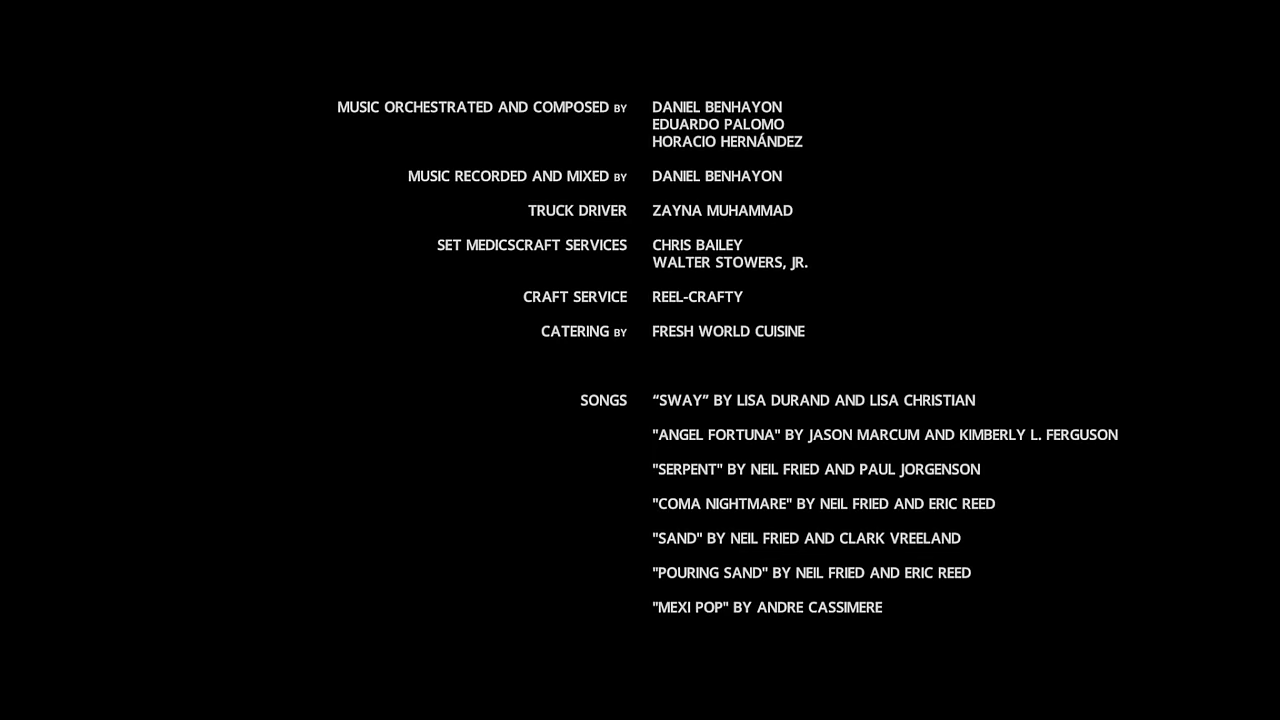 MUSIC ORCHESTRATED AND COMPOSED BY DANIEL BENHAYON
EDUARDO PALOMO
HORACIO HERNÁNDEZ
MUSIC RECORDED AND MIXED BY DANIEL BENHAYON
TRUCK DRIVER ZAYNA MUHAMMAD
SET MEDICSCRAFT SERVICES CHRIS BAILEY
WALTER STOWERS, JR.
CRAFT SERVICE REEL-CRAFTY
CATERING BY FRESH WORLD CUISINE
SONGS “SWAY” BY LISA DURAND AND LISA CHRISTIAN
"ANGEL FORTUNA" BY JASON MARCUM AND KIMBERLY L. FERGUSON
"SERPENT" BY NEIL FRIED AND PAUL JORGENSON
"COMA NIGHTMARE" BY NEIL FRIED AND ERIC REED
"SAND" BY NEIL FRIED AND CLARK VREELAND
"POURING SAND" BY NEIL FRIED AND ERIC REED
"MEXI POP" BY ANDRE CASSIMERE